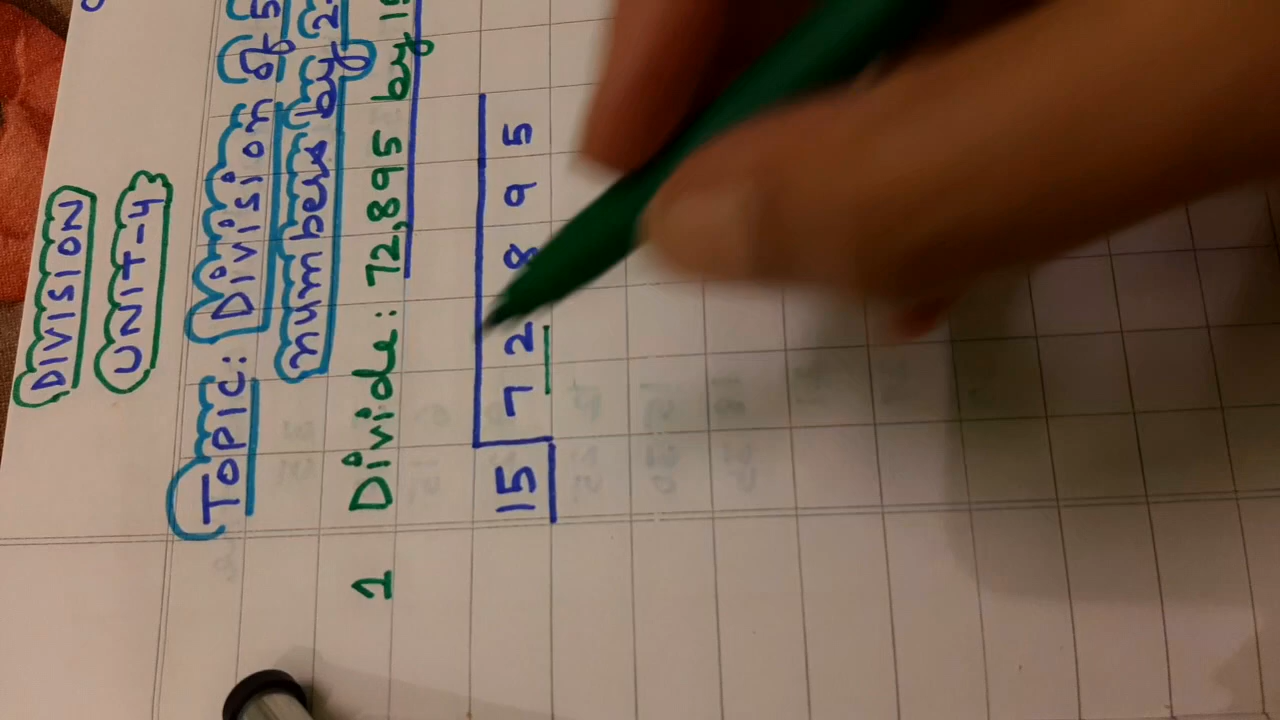 DIVISION
UNIT-4
TOPIC: Division of 5
numbers by 2
1 Divide: 72,895 by 1
15 7 2 8 9 5